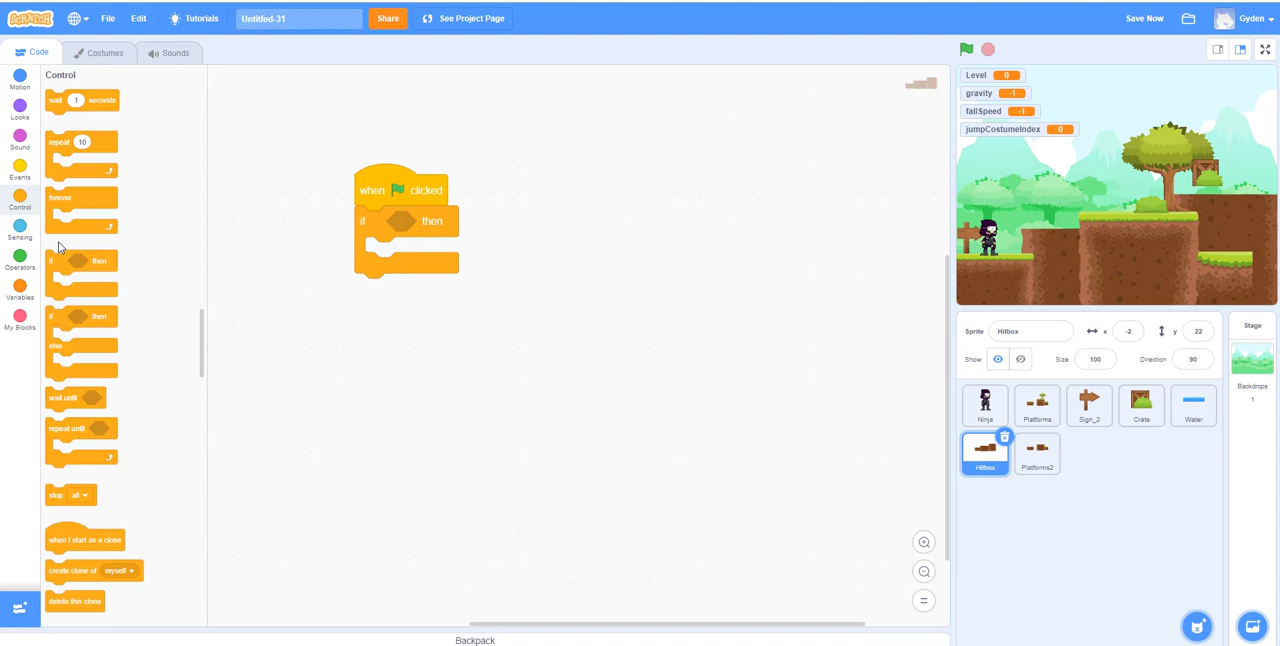 SCRATCH File Edit Tutorials Untitled-31 Share See Project Page Save Now Gyden
Code Costumes Sounds
Motion
Looks
Sound
Events
Control
Sensing
Operators
Variables
My Blocks
Control
wait 1 seconds
repeat 10
forever
if then
if then
else
wait until
repeat until
stop all
when I start as a clone
create clone of myself
delete this clone
when clicked
if then
Level 0
gravity -1
fallSpeed -1
jumpCostumeIndex 0
Sprite Hitbox x -2 y 22
Show Size 100 Direction 90
Ninja Platforms Sign_2 Crate Water
Hitbox Platforms2
Stage
Backdrops
1
Backpack